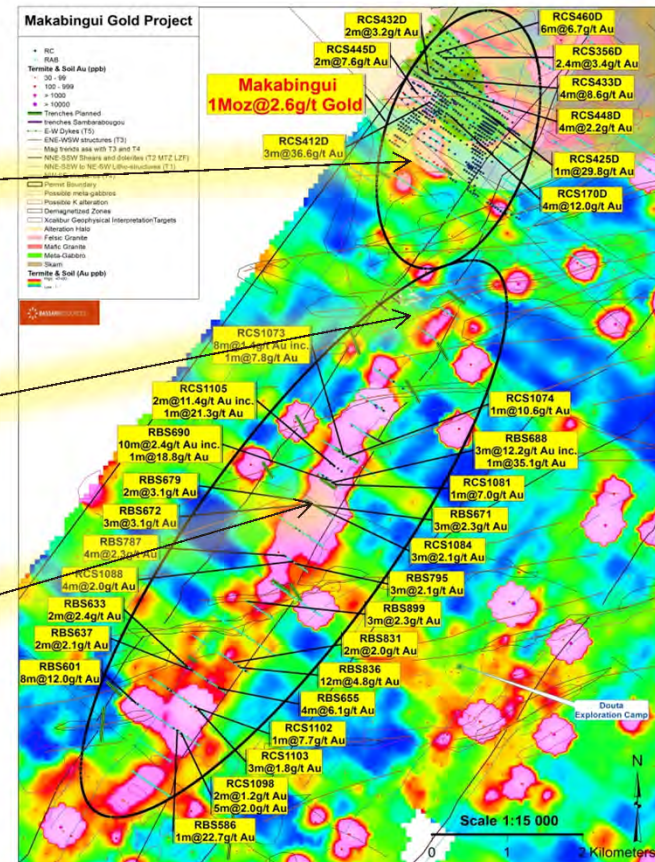 Makabingui Gold Project
RC
RAB
Termite & Soil Au (ppb)
30 - 99
100 - 999
> 1000
> 10000
Trenches Planned
trenches Sambarabougou
E-W Dykes (T5)
ENE-WSW structures (T3)
Mag trends ass with T3 and T4
NNE-SSW Shears and dolerites (T2 MTZ LZF)
NNE-SSW to NE-SW Litho-structures (T1)
Permit Boundary
Possible meta-gabbros
Possible K alteration
Demagnetized Zones
Xcalibur Geophysical InterpretationTargets
Alteration Halo
Felsic Granite
Mafic Granite
Meta-Gabbro
Skarn
Termite & Soil (Au ppb)
BASSARI RESOURCES
RCS432D
2m@3.2g/t Au
RCS445D
2m@7.6g/t Au
Makabingui
1Moz@2.6g/t Gold
RCS412D
3m@36.6g/t Au
RCS460D
6m@6.7g/t Au
RCS356D
2.4m@3.4g/t Au
RCS433D
4m@8.6g/t Au
RCS448D
4m@2.2g/t Au
RCS425D
1m@29.8g/t Au
RCS170D
4m@12.0g/t Au
RCS1073
8m@1.4g/t Au inc.
1m@7.8g/t Au
RCS1105
2m@11.4g/t Au inc.
1m@21.3g/t Au
RCS1074
1m@10.6g/t Au
RBS690
10m@2.4g/t Au inc.
1m@18.8g/t Au
RBS688
3m@12.2g/t Au inc.
1m@35.1g/t Au
RBS679
2m@3.1g/t Au
RCS1081
1m@7.0g/t Au
RBS672
3m@3.1g/t Au
RBS671
3m@2.3g/t Au
RBS787
4m@2.3g/t Au
RCS1084
3m@2.1g/t Au
RCS1088
4m@2.0g/t Au
RBS795
3m@2.1g/t Au
RBS633
2m@2.4g/t Au
RBS899
3m@2.3g/t Au
RBS637
2m@2.1g/t Au
RBS831
2m@2.0g/t Au
RBS601
8m@12.0g/t Au
RBS836
12m@4.8g/t Au
RBS655
4m@6.1g/t Au
Douta
Exploration Camp
RCS1102
1m@7.7g/t Au
RCS1103
3m@1.8g/t Au
RCS1098
2m@1.2g/t Au
5m@2.0g/t Au
RBS586
1m@22.7g/t Au
N
Scale 1:15 000
0 1 2 Kilometers